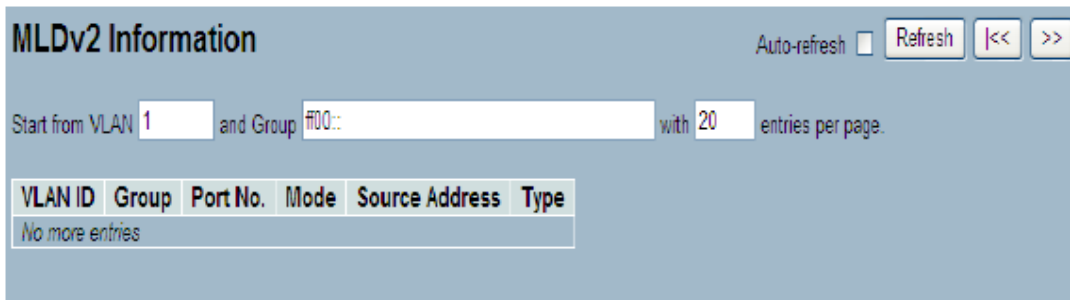 MLDv2 Information
Auto-refresh Refresh |<< >>
Start from VLAN 1 and Group ff00:: with 20 entries per page.
VLAN ID Group Port No. Mode Source Address Type
No more entries